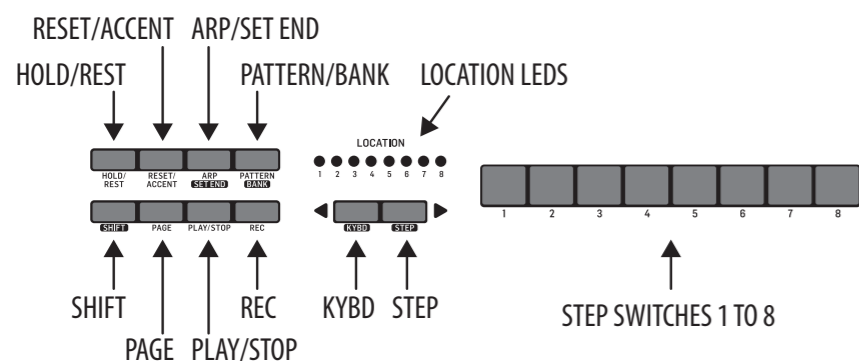 RESET/ACCENT ARP/SET END
HOLD/REST PATTERN/BANK LOCATION LEDS
LOCATION
1 2 3 4 5 6 7 8
HOLD/
REST
RESET/
ACCENT
ARP
SET END
PATTERN
BANK
SHIFT PAGE PLAY/STOP REC
KYBD STEP
1 2 3 4 5 6 7 8
SHIFT REC KYBD STEP
STEP SWITCHES 1 TO 8
PAGE PLAY/STOP